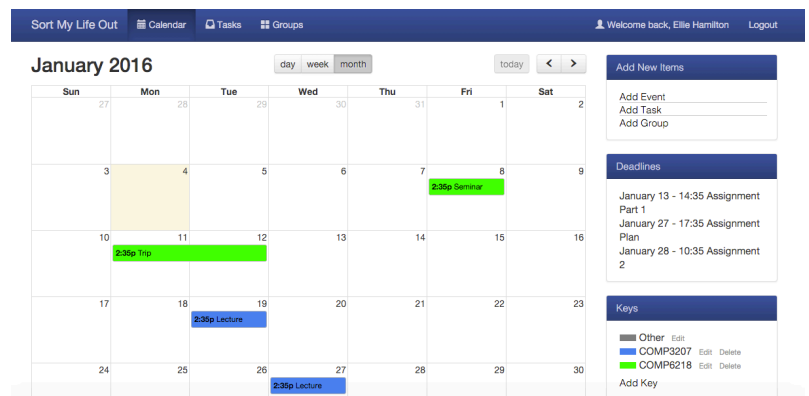 Sort My Life Out Calendar Tasks Groups Welcome back, Ellie Hamilton Logout
January 2016 day week month today
Sun Mon Tue Wed Thu Fri Sat
27 28 29 30 31 1 2
3 4 5 6 7 8 9
2:35p Seminar
10 11 12 13 14 15 16
2:35p Trip
17 18 19 20 21 22 23
2:35p Lecture
24 25 26 27 28 29 30
2:35p Lecture
Add New Items
Add Event
Add Task
Add Group
Deadlines
January 13 - 14:35 Assignment
Part 1
January 27 - 17:35 Assignment
Plan
January 28 - 10:35 Assignment
2
Keys
Other Edit
COMP3207 Edit Delete
COMP6218 Edit Delete
Add Key